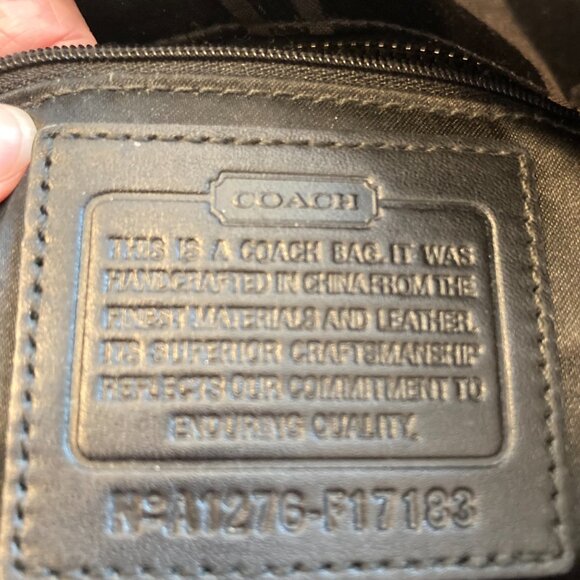 COACH
THIS IS A COACH BAG. IT WAS
HANDCRAFTED IN CHINA FROM THE
FINEST MATERIALS AND LEATHER.
ITS SUPERIOR CRAFTSMANSHIP
REFLECTS OUR COMMITMENT TO
ENDURING QUALITY.
No A1276-F17183